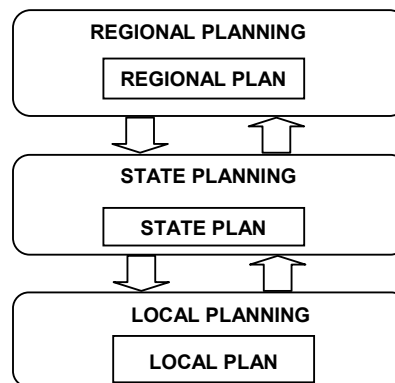 REGIONAL PLANNING
REGIONAL PLAN
STATE PLANNING
STATE PLAN
LOCAL PLANNING
LOCAL PLAN